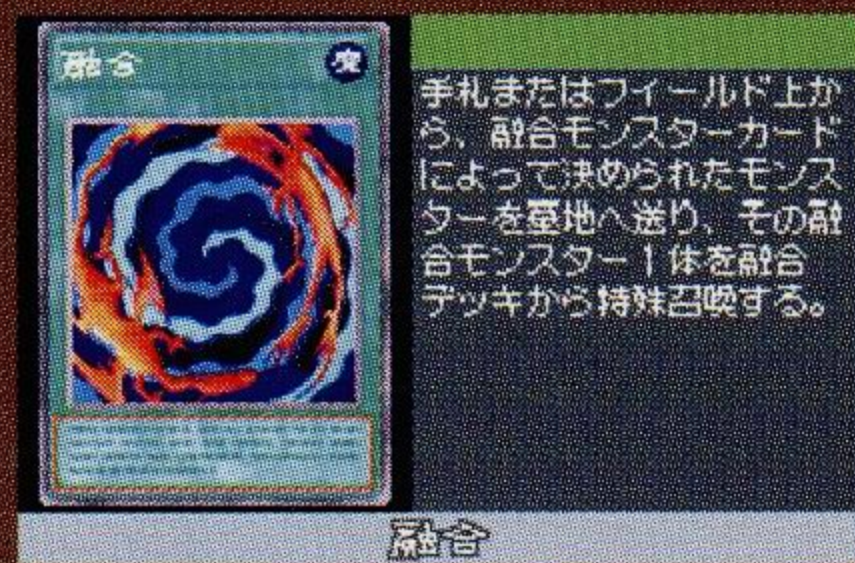 融合
魔
手札またはフィールド上か
ら、融合モンスターカード
によって決められたモンス
ターを墓地へ送り、その融
合モンスター1体を融合
デッキから特殊召喚する。
融合